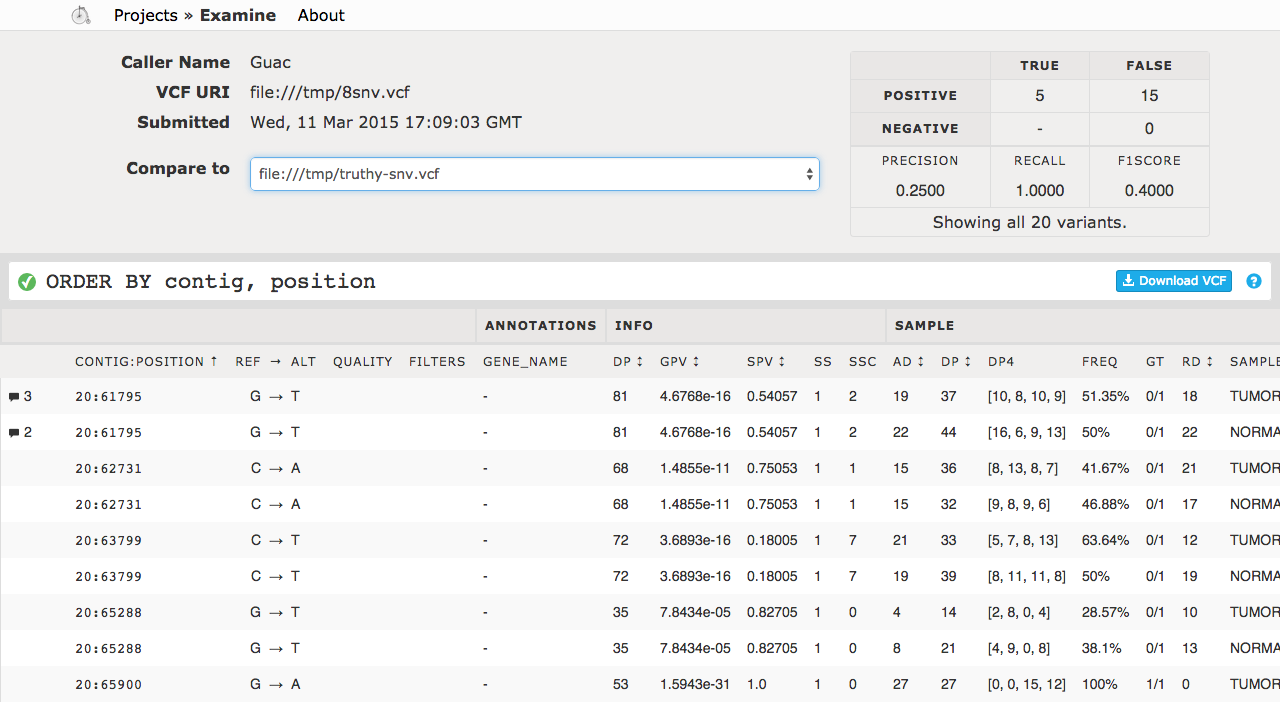 Projects » Examine About
Caller Name Guac
VCF URI file:///tmp/8snv.vcf
Submitted Wed, 11 Mar 2015 17:09:03 GMT
Compare to file:///tmp/truthy-snv.vcf
TRUE FALSE
POSITIVE 5 15
NEGATIVE - 0
PRECISION RECALL F1SCORE
0.2500 1.0000 0.4000
Showing all 20 variants.
ORDER BY contig, position Download VCF ?
ANNOTATIONS INFO SAMPLE
CONTIG:POSITION ↑ REF → ALT QUALITY FILTERS GENE_NAME DP ↕ GPV ↕ SPV ↕ SS SSC AD ↕ DP ↕ DP4 FREQ GT RD ↕ SAMPLE
3 20:61795 G → T - 81 4.6768e-16 0.54057 1 2 19 37 [10, 8, 10, 9] 51.35% 0/1 18 TUMOR
2 20:61795 G → T - 81 4.6768e-16 0.54057 1 2 22 44 [16, 6, 9, 13] 50% 0/1 22 NORMA
20:62731 C → A - 68 1.4855e-11 0.75053 1 1 15 36 [8, 13, 8, 7] 41.67% 0/1 21 TUMOR
20:62731 C → A - 68 1.4855e-11 0.75053 1 1 15 32 [9, 8, 9, 6] 46.88% 0/1 17 NORMA
20:63799 C → T - 72 3.6893e-16 0.18005 1 7 21 33 [5, 7, 8, 13] 63.64% 0/1 12 TUMOR
20:63799 C → T - 72 3.6893e-16 0.18005 1 7 19 39 [8, 11, 11, 8] 50% 0/1 19 NORMA
20:65288 G → T - 35 7.8434e-05 0.82705 1 0 4 14 [2, 8, 0, 4] 28.57% 0/1 10 TUMOR
20:65288 G → T - 35 7.8434e-05 0.82705 1 0 8 21 [4, 9, 0, 8] 38.1% 0/1 13 NORMA
20:65900 G → A - 53 1.5943e-31 1.0 1 0 27 27 [0, 0, 15, 12] 100% 1/1 0 TUMOR